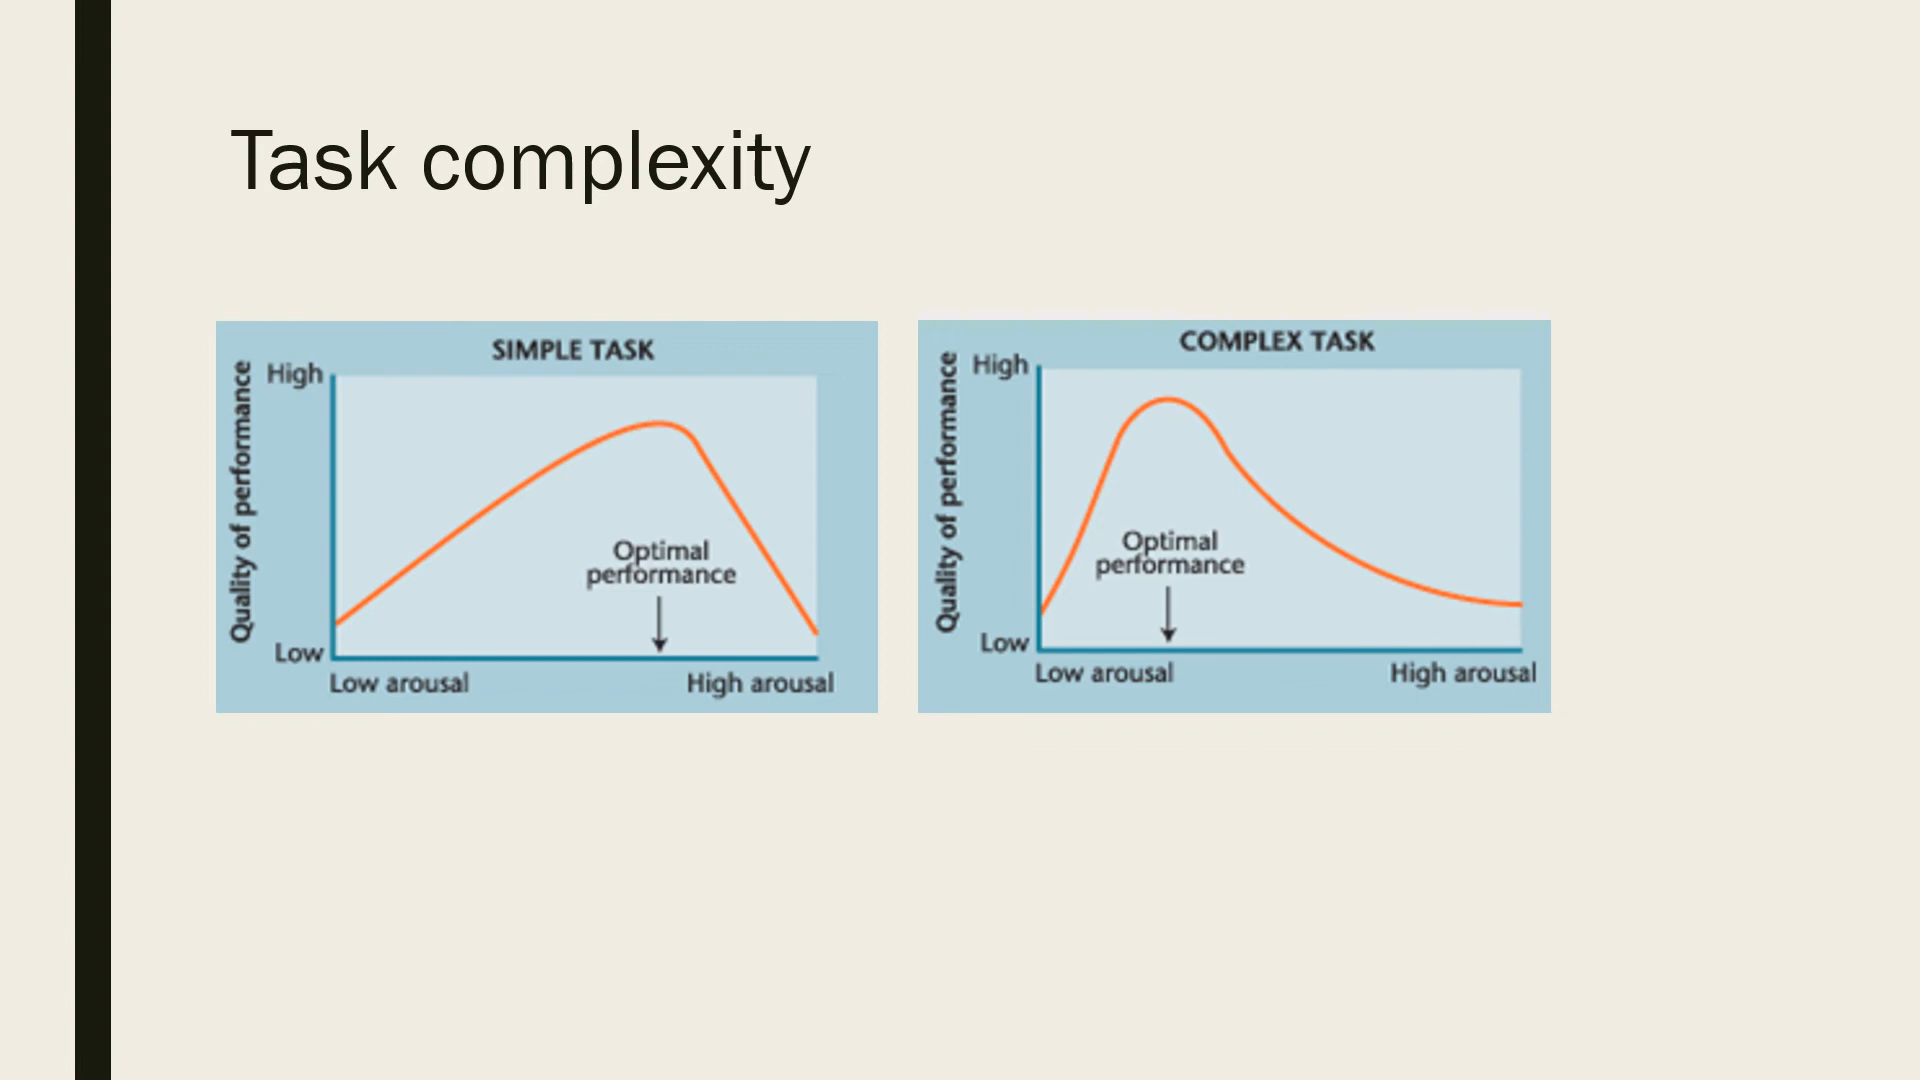 Task complexity
SIMPLE TASK
Quality of performance
High
Optimal
performance
Low
Low arousal
High arousal
COMPLEX TASK
Quality of performance
High
Optimal
performance
Low
Low arousal
High arousal